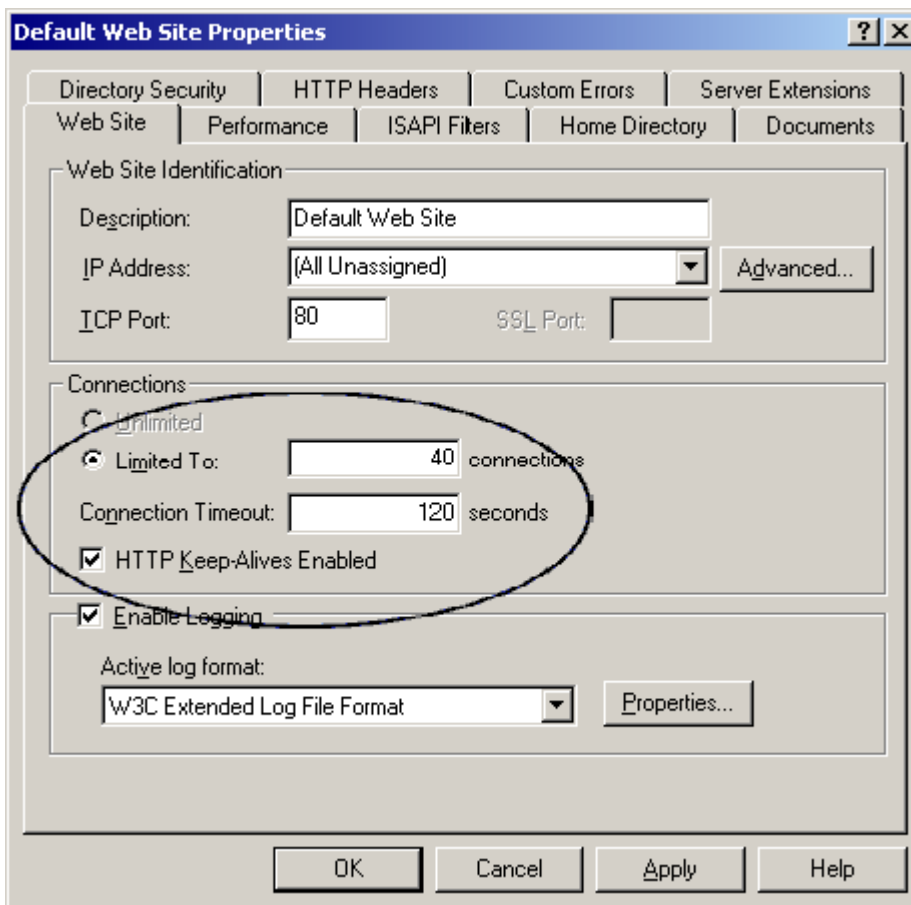 Default Web Site Properties
Directory Security HTTP Headers Custom Errors Server Extensions
Web Site Performance ISAPI Filters Home Directory Documents
Web Site Identification
Description: Default Web Site
IP Address: (All Unassigned) Advanced...
TCP Port: 80 SSL Port:
Connections
Unlimited
Limited To: 40 connections
Connection Timeout: 120 seconds
HTTP Keep-Alives Enabled
Enable Logging
Active log format:
W3C Extended Log File Format Properties...
OK Cancel Apply Help